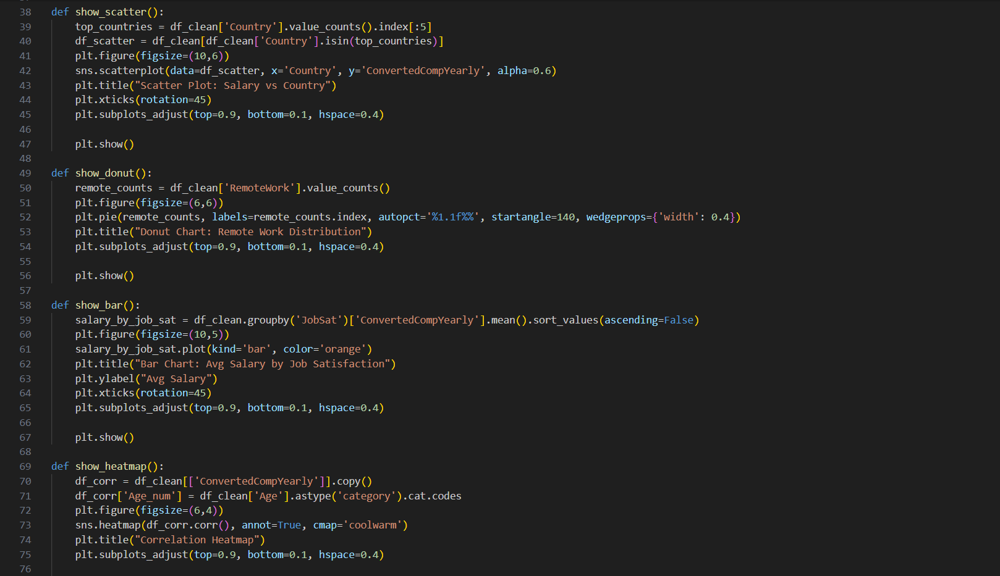 38 def show_scatter():
39     top_countries = df_clean['Country'].value_counts().index[:5]
40     df_scatter = df_clean[df_clean['Country'].isin(top_countries)]
41     plt.figure(figsize=(10,6))
42     sns.scatterplot(data=df_scatter, x='Country', y='ConvertedCompYearly', alpha=0.6)
43     plt.title("Scatter Plot: Salary vs Country")
44     plt.xticks(rotation=45)
45     plt.subplots_adjust(top=0.9, bottom=0.1, hspace=0.4)
46
47     plt.show()
48
49 def show_donut():
50     remote_counts = df_clean['RemoteWork'].value_counts()
51     plt.figure(figsize=(6,6))
52     plt.pie(remote_counts, labels=remote_counts.index, autopct='%1.1f%%', startangle=140, wedgeprops={'width': 0.4})
53     plt.title("Donut Chart: Remote Work Distribution")
54     plt.subplots_adjust(top=0.9, bottom=0.1, hspace=0.4)
55
56     plt.show()
57
58 def show_bar():
59     salary_by_job_sat = df_clean.groupby('JobSat')['ConvertedCompYearly'].mean().sort_values(ascending=False)
60     plt.figure(figsize=(10,5))
61     salary_by_job_sat.plot(kind='bar', color='orange')
62     plt.title("Bar Chart: Avg Salary by Job Satisfaction")
63     plt.ylabel("Avg Salary")
64     plt.xticks(rotation=45)
65     plt.subplots_adjust(top=0.9, bottom=0.1, hspace=0.4)
66
67     plt.show()
68
69 def show_heatmap():
70     df_corr = df_clean[['ConvertedCompYearly']].copy()
71     df_corr['Age_num'] = df_clean['Age'].astype('category').cat.codes
72     plt.figure(figsize=(6,4))
73     sns.heatmap(df_corr.corr(), annot=True, cmap='coolwarm')
74     plt.title("Correlation Heatmap")
75     plt.subplots_adjust(top=0.9, bottom=0.1, hspace=0.4)
76